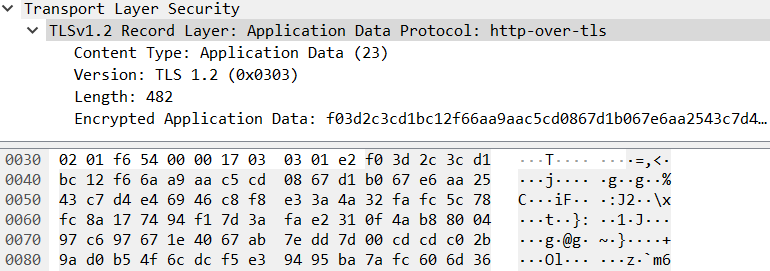 Transport Layer Security
TLSv1.2 Record Layer: Application Data Protocol: http-over-tls
Content Type: Application Data (23)
Version: TLS 1.2 (0x0303)
Length: 482
Encrypted Application Data: f03d2c3cd1bc12f66aa9aac5cd0867d1b067e6aa2543c7d4…
0030 02 01 f6 54 00 00 17 03 03 01 e2 f0 3d 2c 3c d1 ···T···· ····=,<·
0040 bc 12 f6 6a a9 aa c5 cd 08 67 d1 b0 67 e6 aa 25 ···j···· ·g··g··%
0050 43 c7 d4 e4 69 46 c8 f8 e3 3a 4a 32 fa fc 5c 78 C···iF·· ·:J2··\x
0060 fc 8a 17 74 94 f1 7d 3a fa e2 31 0f 4a b8 80 04 ···t··}: ··1·J···
0070 97 c6 97 67 1e 40 67 ab 7e dd 7d 00 cd cd c0 2b ···g·@g· ~·}····+
0080 9a d0 b5 4f 6c dc f5 e3 94 95 ba 7a fc 60 6d 36 ···Ol··· ···z·`m6